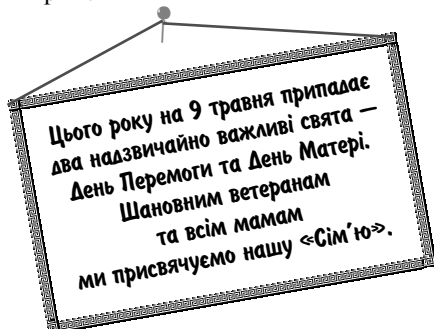 Цього року на 9 травня припадає
два надзвичайно важливі свята —
День Перемоги та День Матері.
Шановним ветеранам
та всім мамам
ми присвячуємо нашу «Сім’ю».